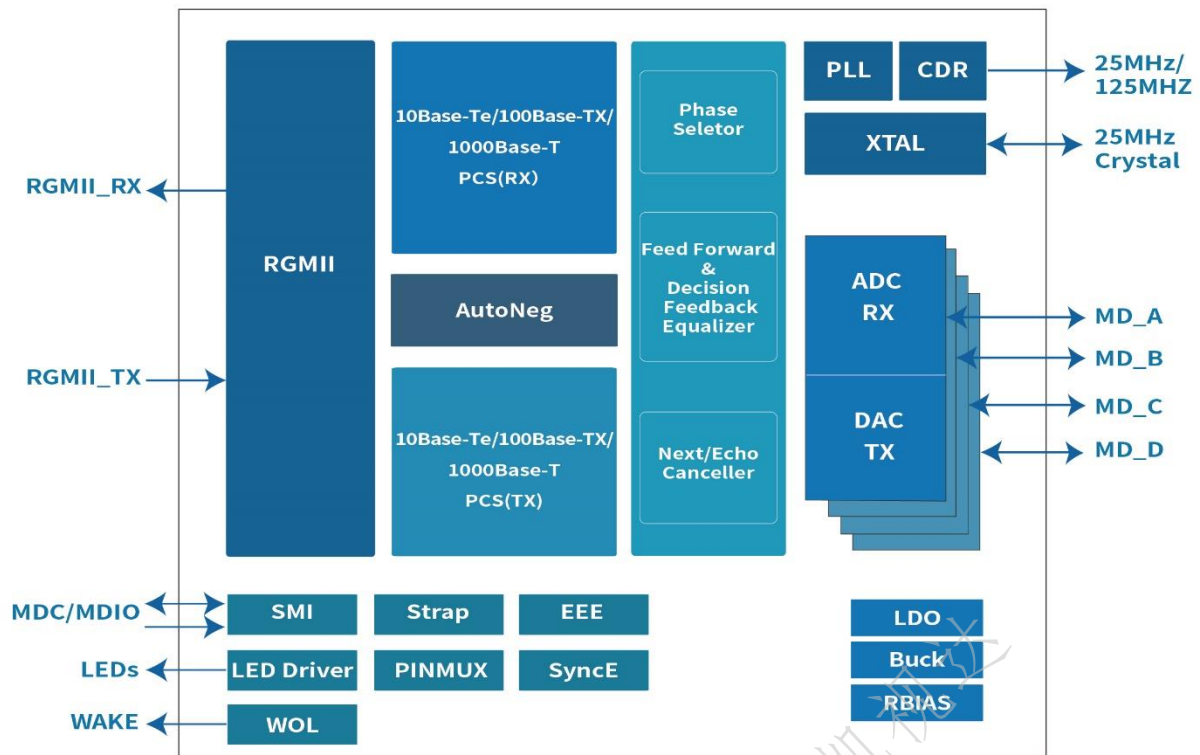 RGMII_RX
RGMII_TX
MDC/MDIO
LEDs
WAKE
RGMII
10Base-Te/100Base-TX/
1000Base-T
PCS(RX)
AutoNeg
10Base-Te/100Base-TX/
1000Base-T
PCS(TX)
Phase
Seletor
Feed Forward
&
Decision
Feedback
Equalizer
Next/Echo
Canceller
PLL
CDR
XTAL
25MHz/
125MHZ
25MHz
Crystal
ADC
RX
DAC
TX
MD_A
MD_B
MD_C
MD_D
SMI
Strap
EEE
LED Driver
PINMUX
SyncE
WOL
LDO
Buck
RBIAS
凯视达